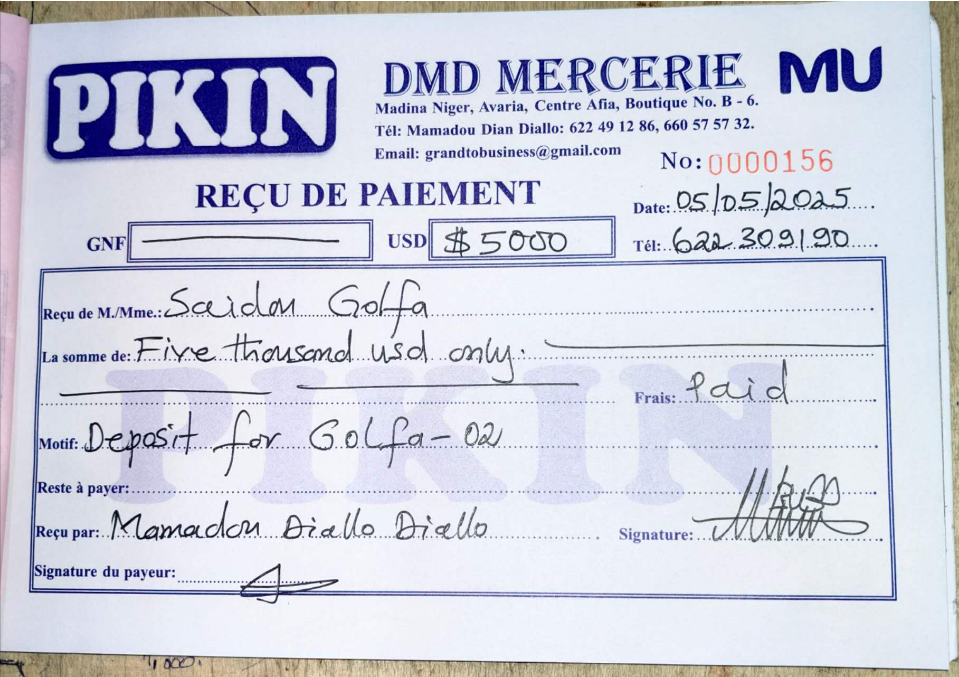 PIKIN
DMD MERCERIE
MU
Madina Niger, Avaria, Centre Afia, Boutique No. B - 6.
Tél: Mamadou Dian Diallo: 622 49 12 86, 660 57 57 32.
Email: grandtobusiness@gmail.com
No: 0000156
REÇU DE PAIEMENT
Date: 05/05/2025
GNF
USD $ 5000
Tél: 622 309190
Reçu de M./Mme.: Saidou Golfa
La somme de: Five thousand usd only.
Frais: Paid
Motif: Deposit for GOLfa-02
Reste à payer:
Reçu par: Mamadou Diallo Diallo
Signature:
Signature du payeur:
PIKIN